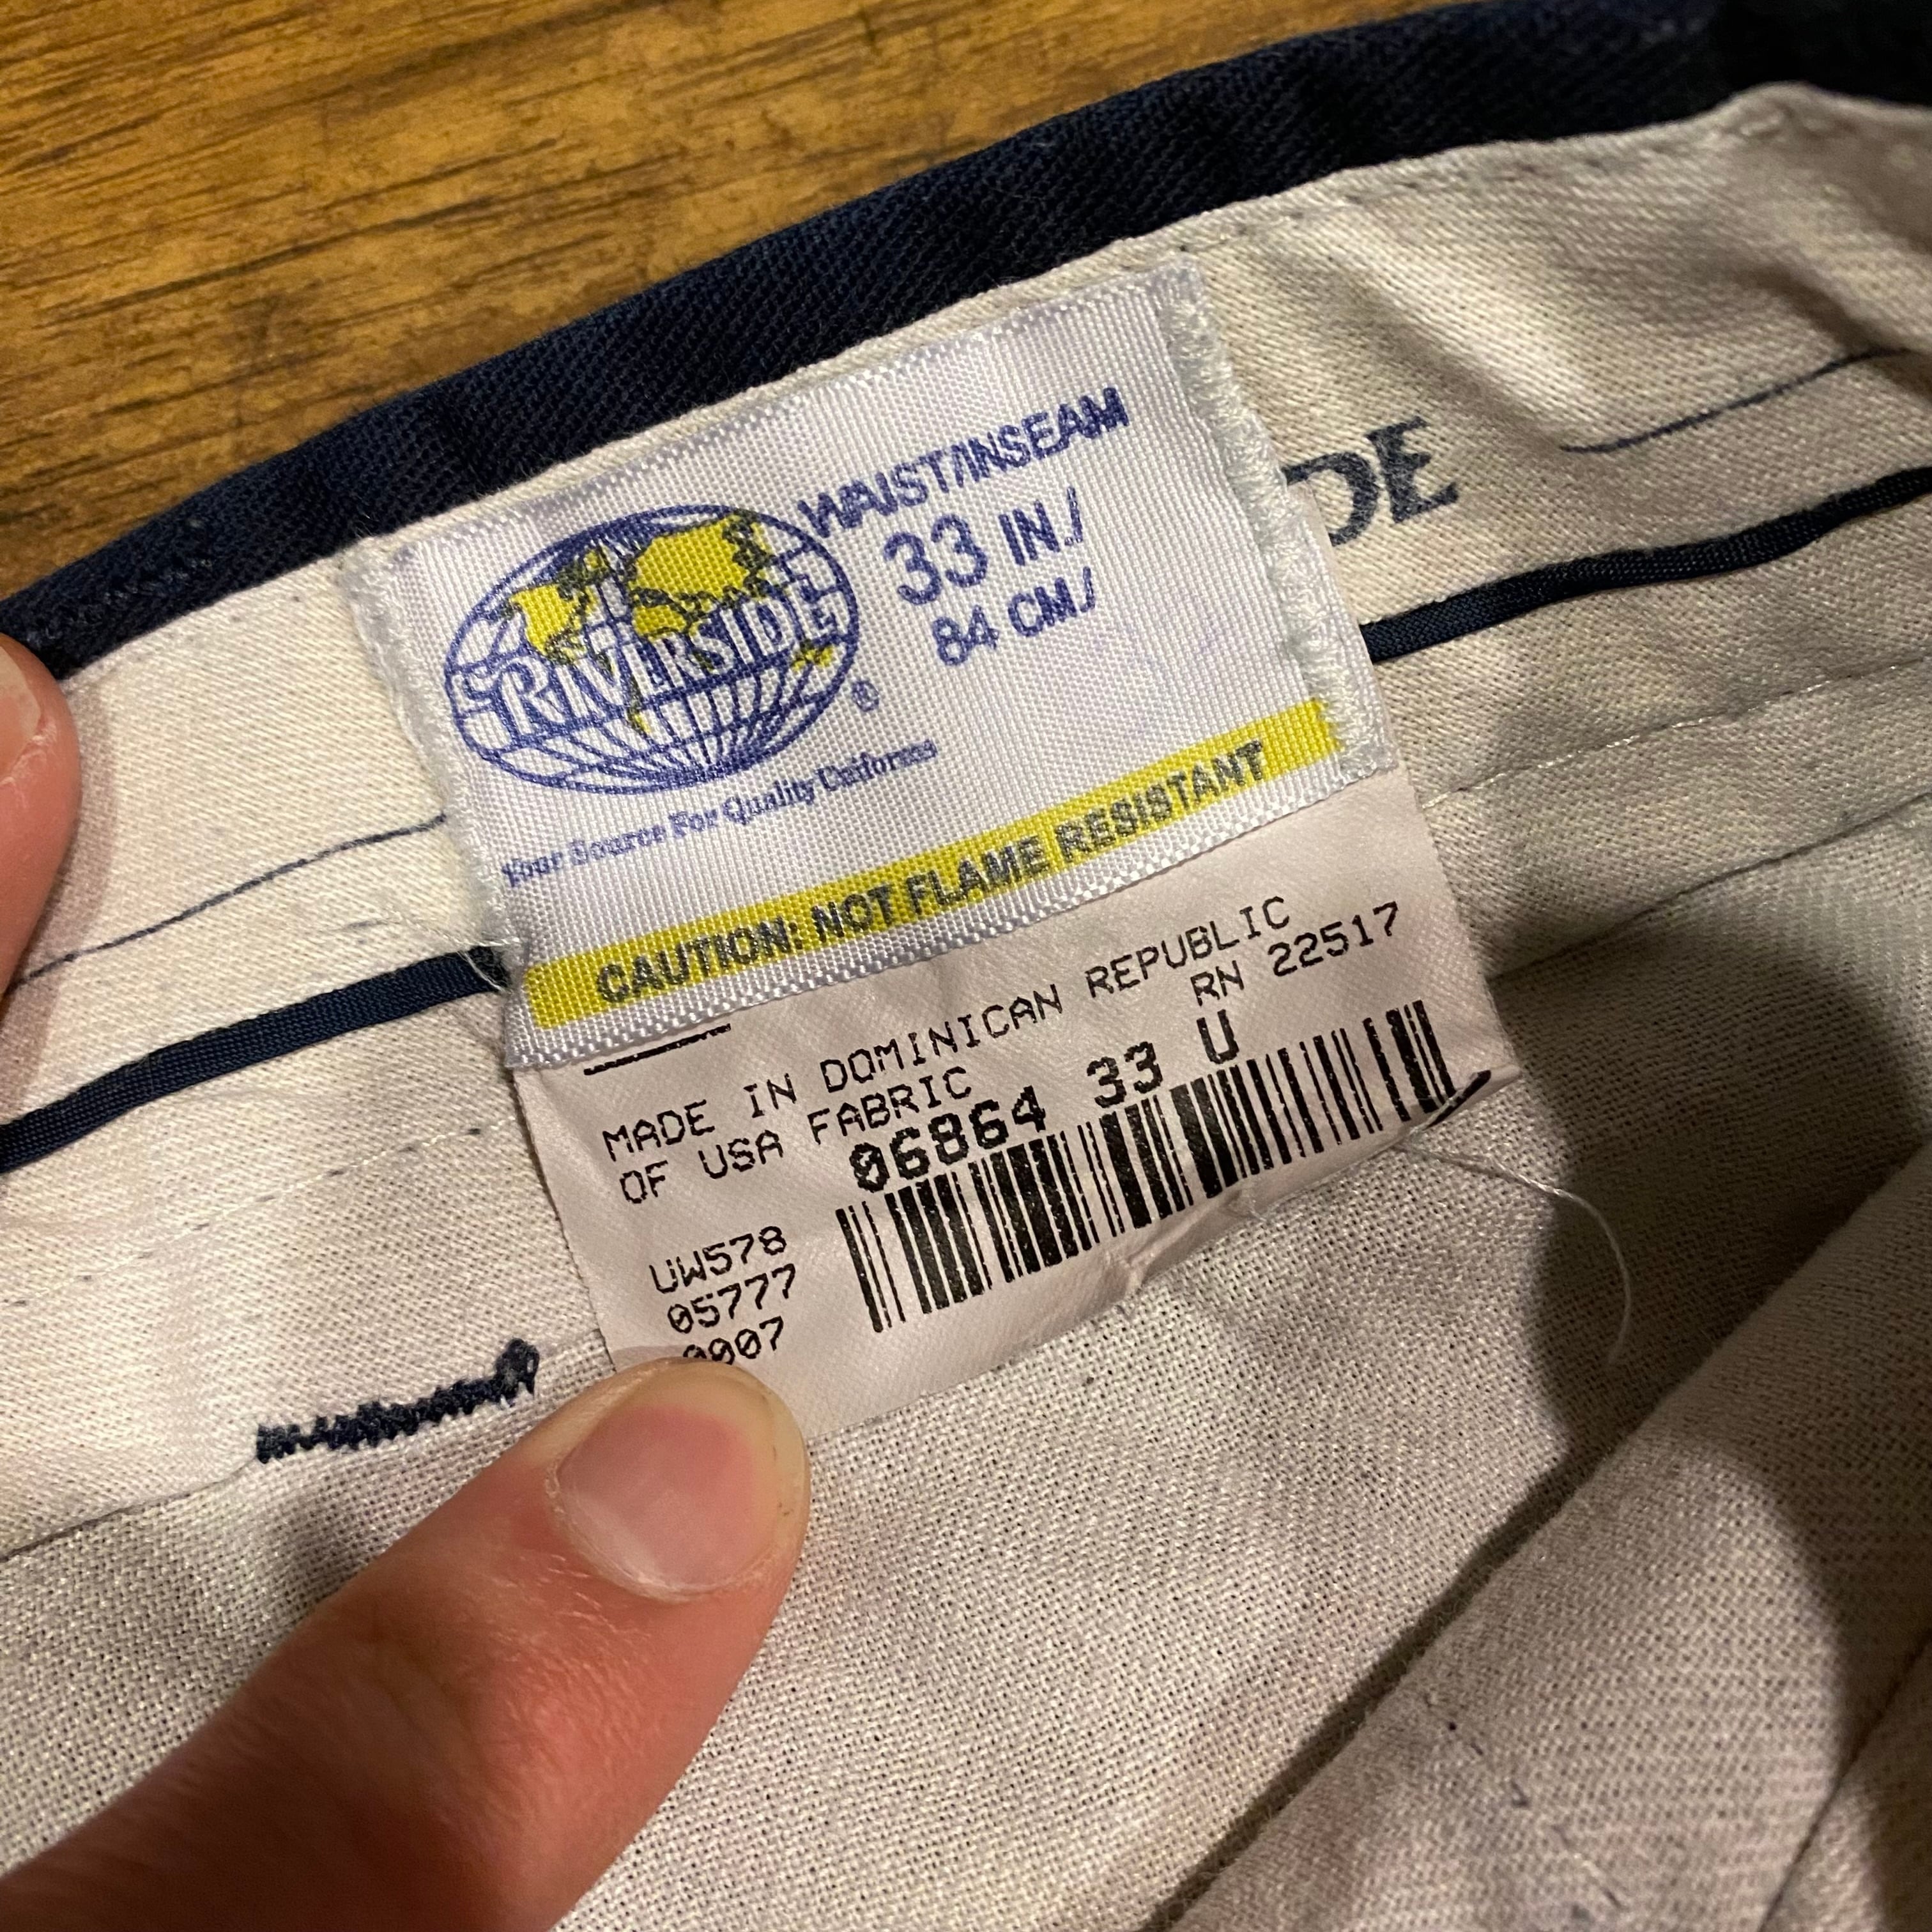 WAIST/INSEAM
33 IN./
84 CM./
RIVERSIDE
®
Your Source For Quality Uniforms
CAUTION: NOT FLAME RESISTANT
DE
MADE IN DOMINICAN REPUBLIC
OF USA FABRIC RN 22517
06864 33 U
UW578
05777
0907